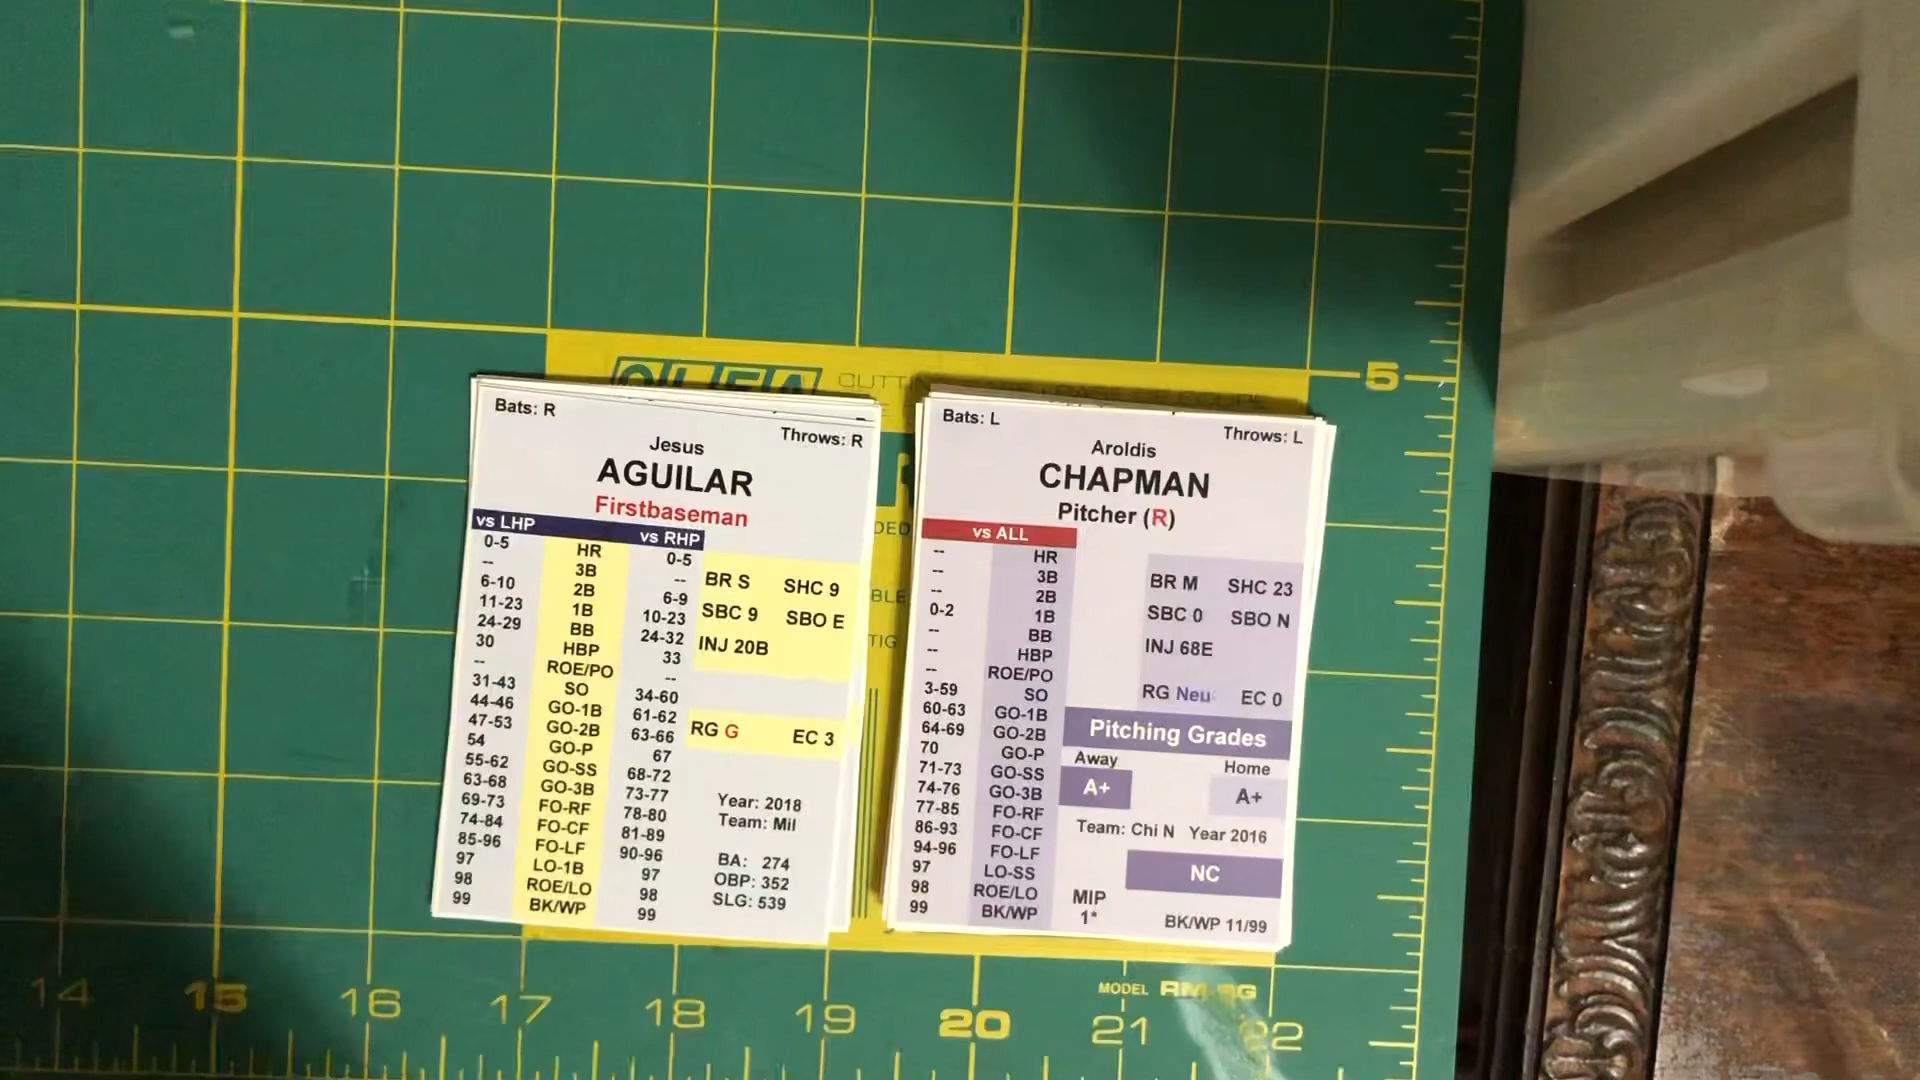 5
Bats: R
Throws: R
Jesus
AGUILAR
Firstbaseman
vs LHP vs RHP
0-5 HR 0-5
-- 3B --
6-10 2B 6-9
11-23 1B 10-23
24-29 BB 24-32
30 HBP 33
-- ROE/PO --
31-43 SO 34-60
44-46 GO-1B 61-62
47-53 GO-2B 63-66
54 GO-P 67
55-62 GO-SS 68-72
63-68 GO-3B 73-77
69-73 FO-RF 78-80
74-84 FO-CF 81-89
85-96 FO-LF 90-96
97 LO-1B 97
98 ROE/LO 98
99 BK/WP 99
BR S SHC 9
SBC 9 SBO E
INJ 20B
RG G EC 3
Year: 2018
Team: Mil
BA: 274
OBP: 352
SLG: 539
Bats: L
Throws: L
Aroldis
CHAPMAN
Pitcher (R)
vs ALL
-- HR
-- 3B
-- 2B
0-2 1B
-- BB
-- HBP
-- ROE/PO
3-59 SO
60-63 GO-1B
64-69 GO-2B
70 GO-P
71-73 GO-SS
74-76 GO-3B
77-85 FO-RF
86-93 FO-CF
94-96 FO-LF
97 LO-SS
98 ROE/LO
99 BK/WP
BR M SHC 23
SBC 0 SBO N
INJ 68E
RG Neu EC 0
Pitching Grades
Away Home
A+ A+
Team: Chi N Year 2016
NC
MIP
1*
BK/WP 11/99
MODEL
14 15 16 17 18 19 20 21 22